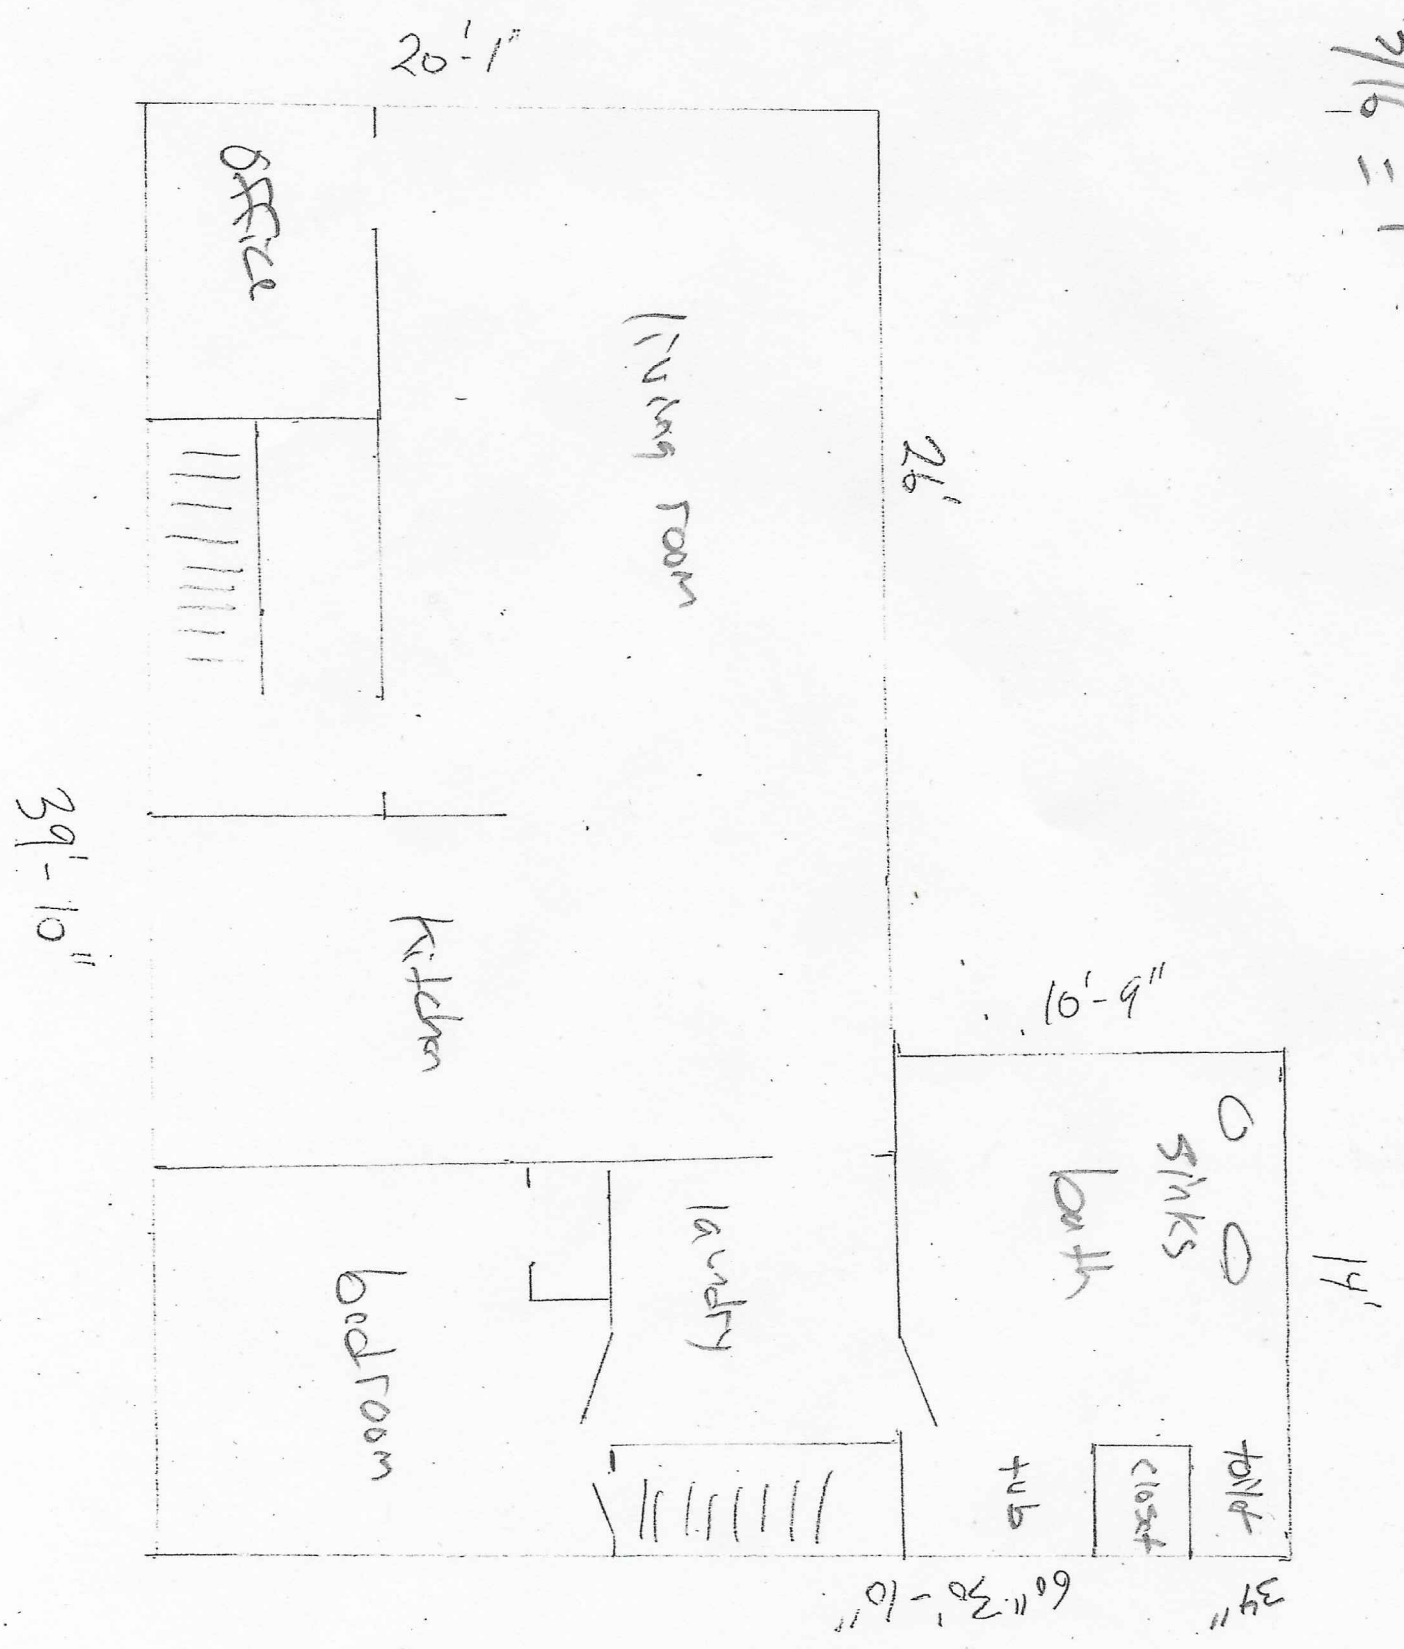 3/16 = 1
20'-1"
office
living room
26'
kitchen
39'-10"
10'-9"
sinks
bath
14'
laundry
bedroom
tub
closet
toilet
34"
60"
30'-10"